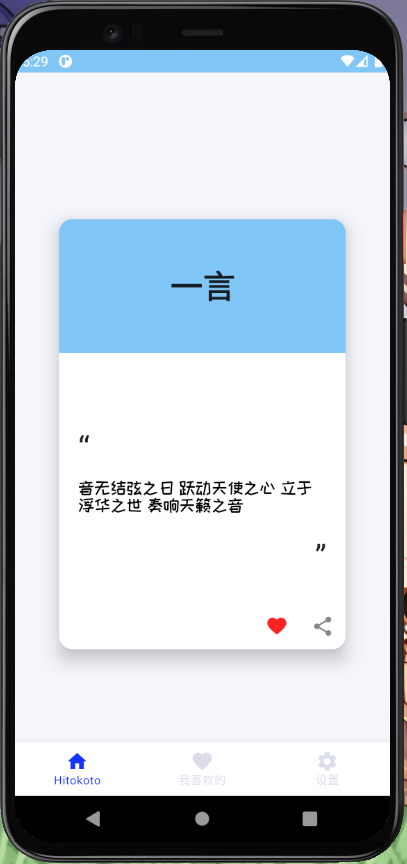 5:29
一言
“
音无结弦之日 跃动天使之心 立于
浮华之世 奏响天籁之音
”
Hitokoto
我喜欢的
设置